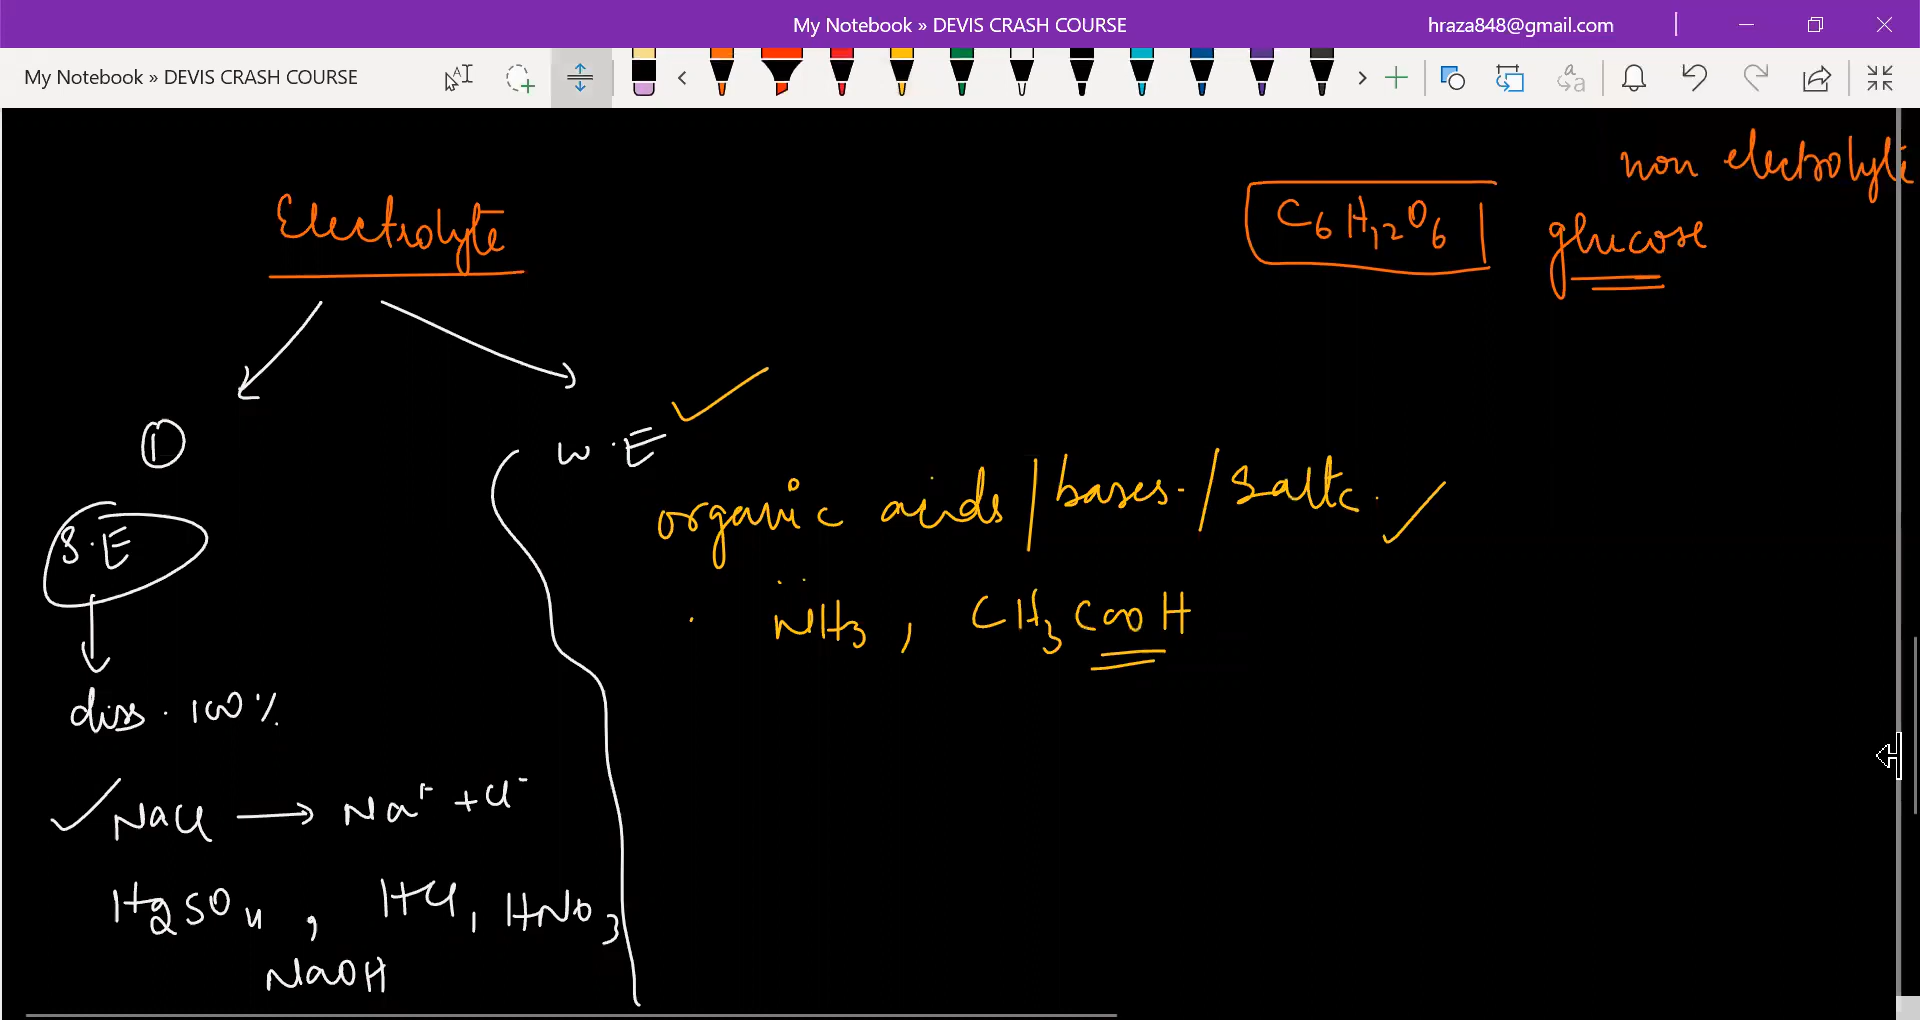 My Notebook » DEVIS CRASH COURSE
hraza848@gmail.com
My Notebook » DEVIS CRASH COURSE
non electrolyte
Electrolyte
C₆H₁₂O₆
glucose
①
W.E
S.E
organic acids/bases./Salts.
NH₃, CH₃COOH
diss. 100%
NaCl → Na⁺ + Cl⁻
H₂SO₄, HCl, HNO₃
NaOH